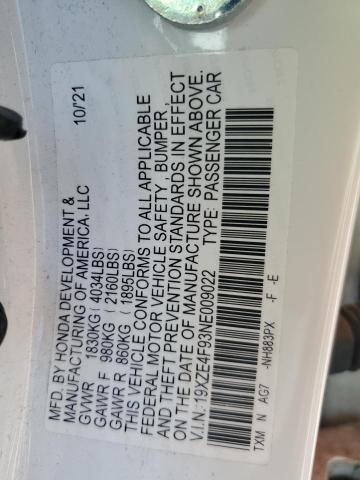 MFD. BY HONDA DEVELOPMENT &
MANUFACTURING OF AMERICA, LLC 10/21
GVWR 1830KG ( 4034LBS)
GAWR F 980KG ( 2160LBS)
GAWR R 860KG ( 1895LBS)
THIS VEHICLE CONFORMS TO ALL APPLICABLE
FEDERAL MOTOR VEHICLE SAFETY, BUMPER,
AND THEFT PREVENTION STANDARDS IN EFFECT
ON THE DATE OF MANUFACTURE SHOWN ABOVE.
V.I.N.:19XZE4F93NE009022 TYPE: PASSENGER CAR
TXM N AG7 -NH883PX -F -E